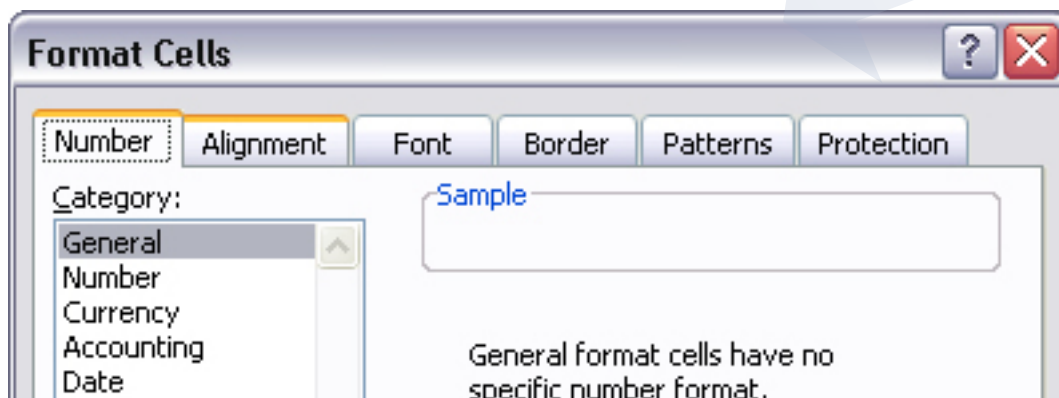 Format Cells ?
Number Alignment Font Border Patterns Protection
Category:
Sample
General
Number
Currency
Accounting
Date
General format cells have no
specific number format.